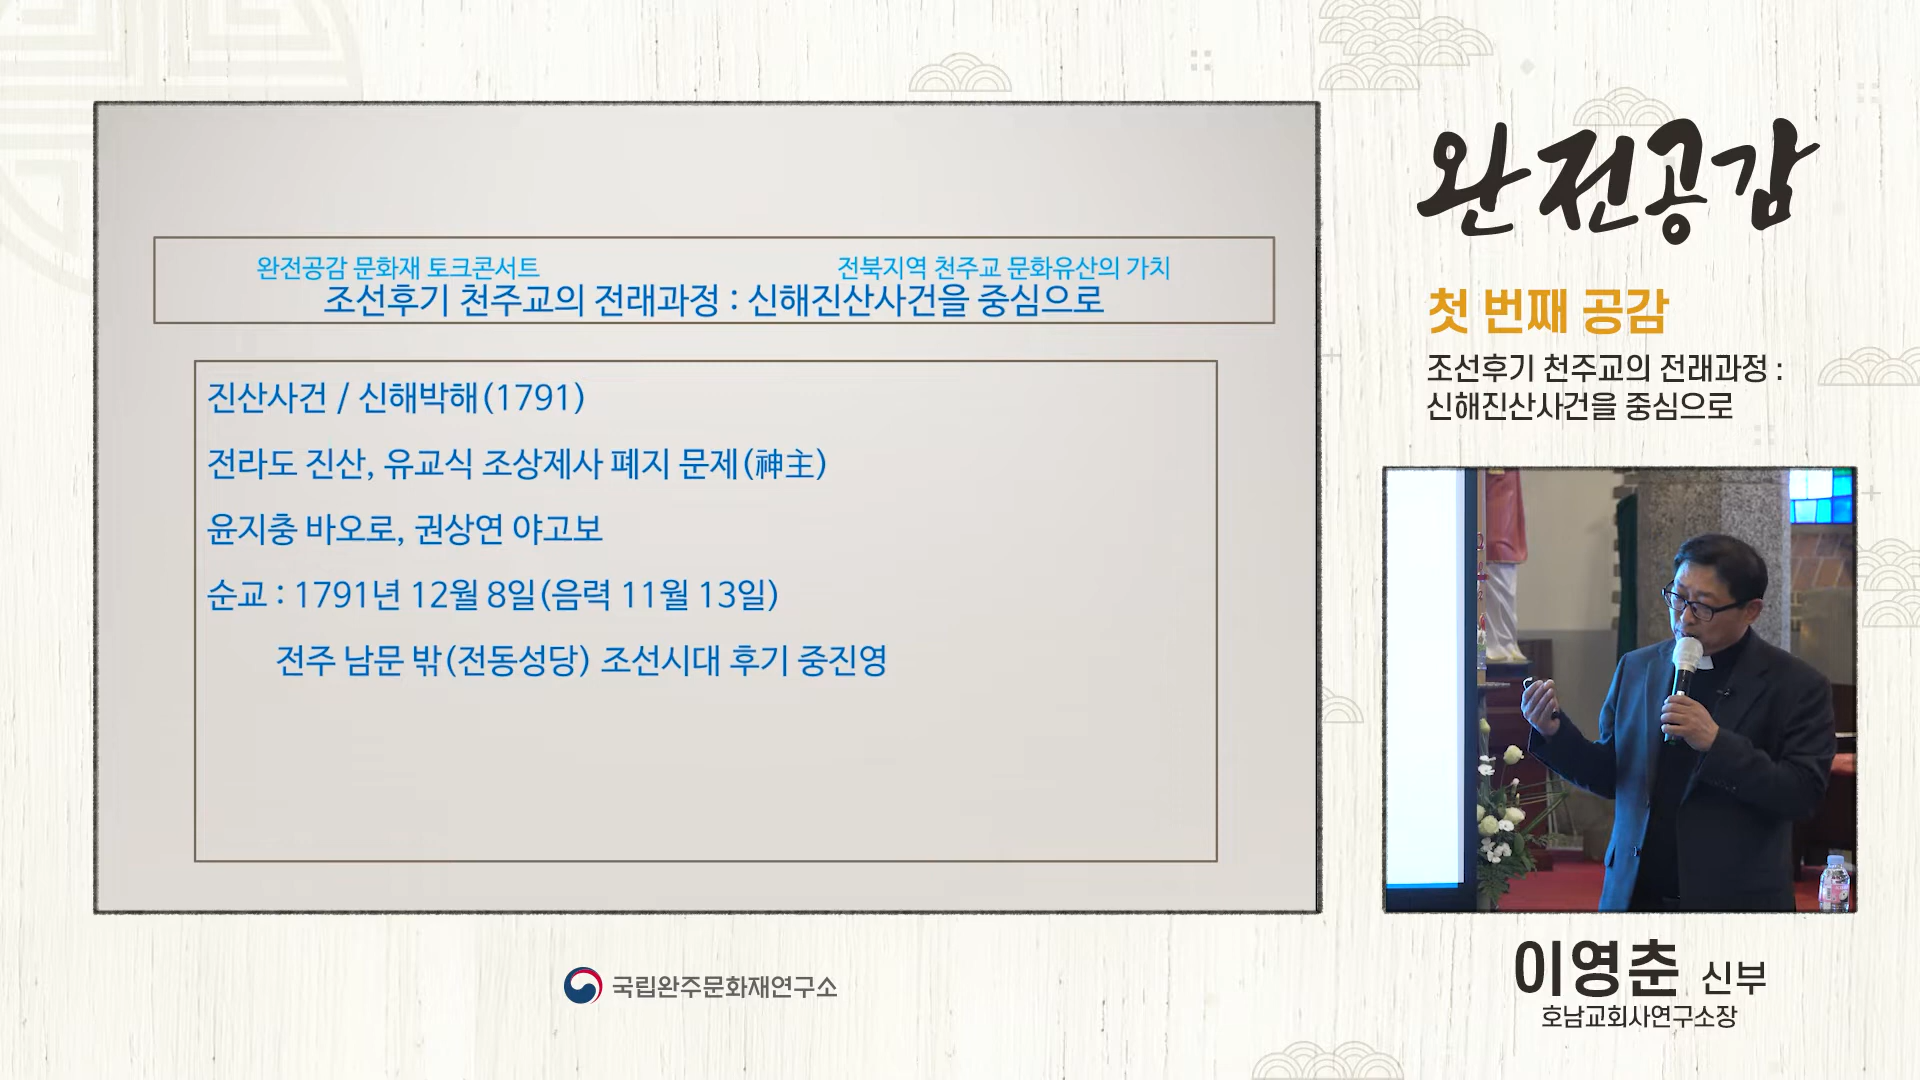 완전공감 문화재 토크콘서트 전북지역 천주교 문화유산의 가치
조선후기 천주교의 전래과정 : 신해진산사건을 중심으로
진산사건 / 신해박해(1791)
전라도 진산, 유교식 조상제사 폐지 문제(神主)
윤지충 바오로, 권상연 야고보
순교 : 1791년 12월 8일(음력 11월 13일)
전주 남문 밖(전동성당) 조선시대 후기 중진영
완전공감
첫 번째 공감
조선후기 천주교의 전래과정 :
신해진산사건을 중심으로
이영춘 신부
호남교회사연구소장
국립완주문화재연구소